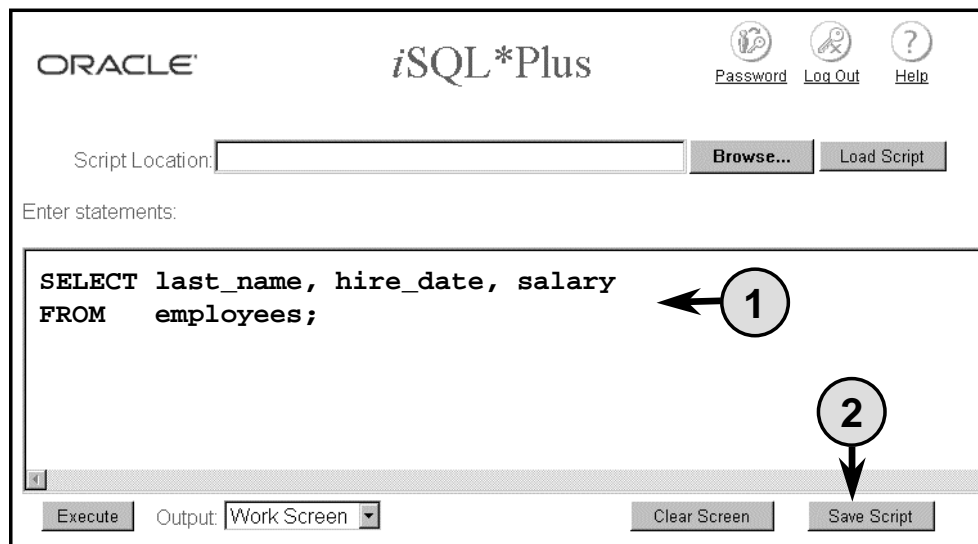 ORACLE iSQL*Plus
Password Log Out ? Help
Script Location: Browse... Load Script
Enter statements:
SELECT last_name, hire_date, salary
FROM employees;
1
2
Execute Output: Work Screen Clear Screen Save Script